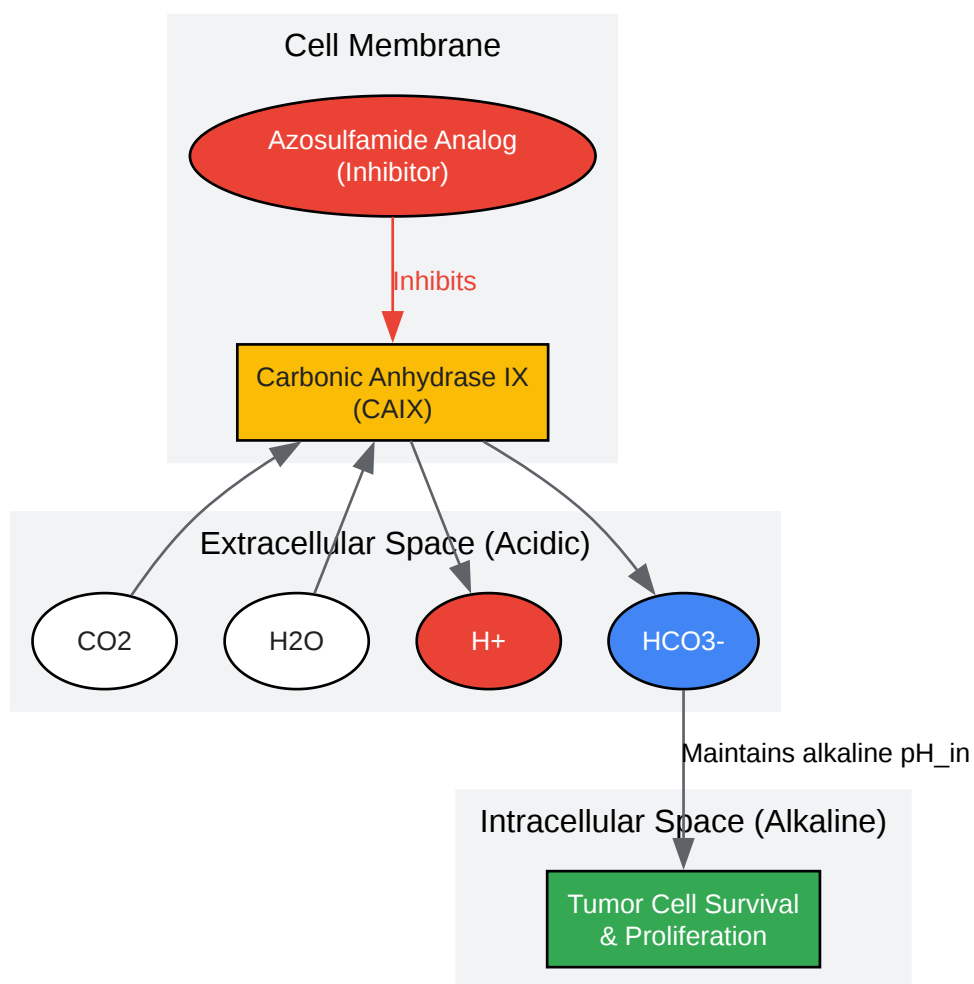 Cell Membrane
Azosulfamide Analog
(Inhibitor)
Inhibits
Carbonic Anhydrase IX
(CAIX)
Extracellular Space (Acidic)
CO2
H2O
H+
HCO3-
Maintains alkaline pH_in
Intracellular Space (Alkaline)
Tumor Cell Survival
& Proliferation